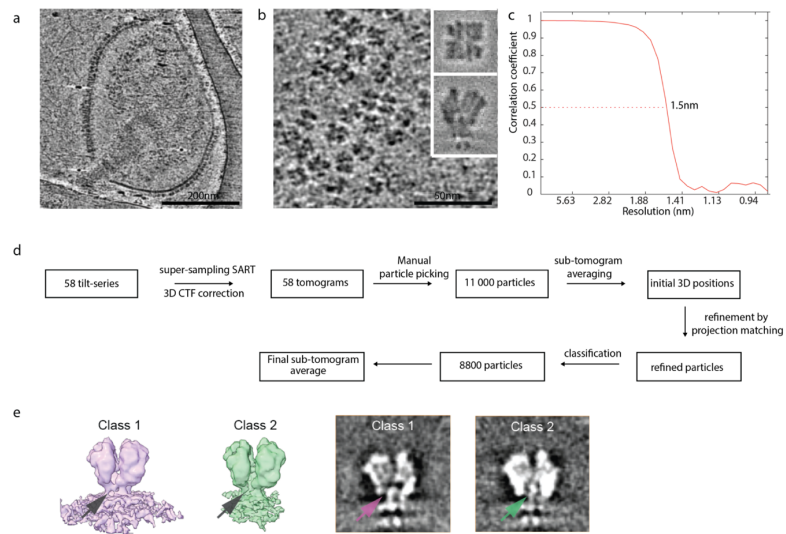 a
b
c
200nm
50nm
Correlation coefficient
1
0.9
0.8
0.7
0.6
0.5
0.4
0.3
0.2
0.1
0
1.5nm
5.63 2.82 1.88 1.41 1.13 0.94
Resolution (nm)
d
58 tilt-series
super-sampling SART
3D CTF correction
58 tomograms
Manual
particle picking
11 000 particles
sub-tomogram
averaging
initial 3D positions
refinement by
projection matching
refined particles
classification
8800 particles
Final sub-tomogram
average
e
Class 1
Class 2
Class 1
Class 2